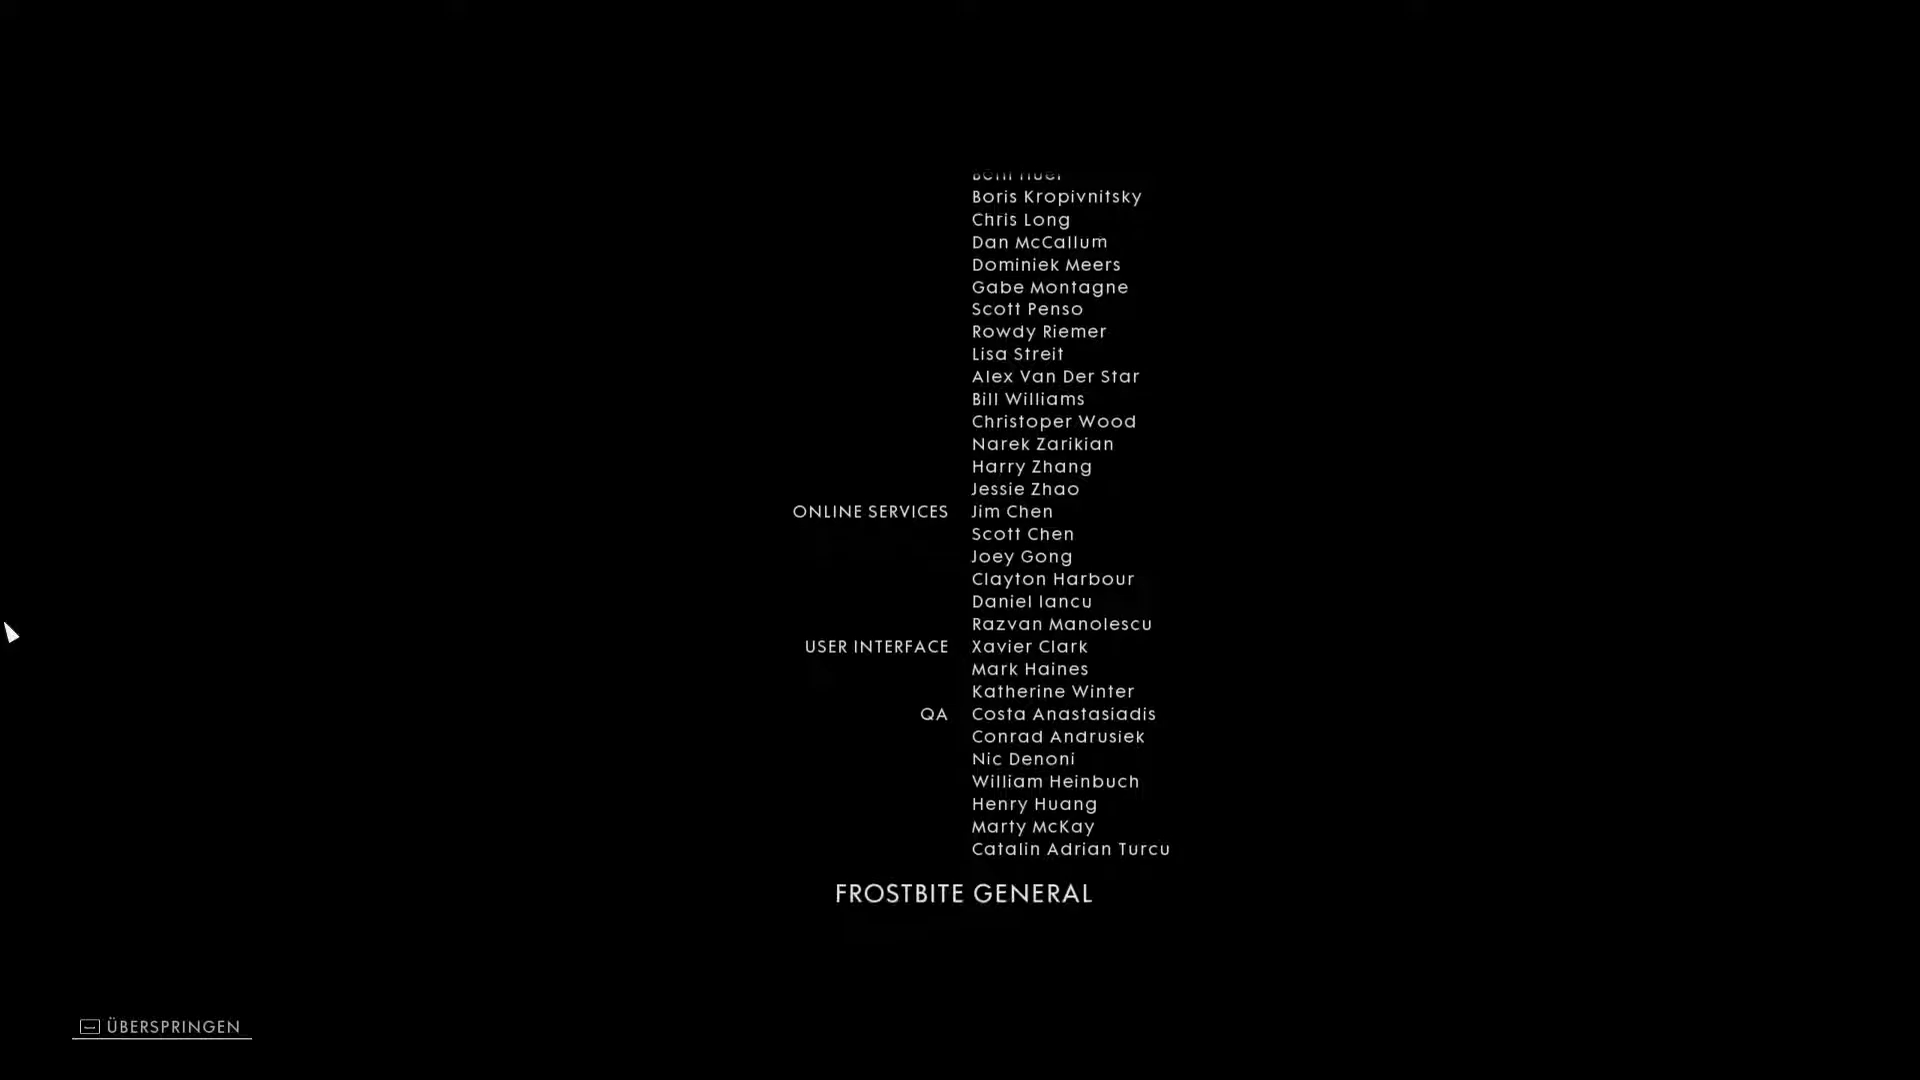 Boris Kropivnitsky
Chris Long
Dan McCallum
Dominiek Meers
Gabe Montagne
Scott Penso
Rowdy Riemer
Lisa Streit
Alex Van Der Star
Bill Williams
Christoper Wood
Narek Zarikian
Harry Zhang
Jessie Zhao
ONLINE SERVICES Jim Chen
Scott Chen
Joey Gong
Clayton Harbour
Daniel Iancu
Razvan Manolescu
USER INTERFACE Xavier Clark
Mark Haines
Katherine Winter
QA Costa Anastasiadis
Conrad Andrusiek
Nic Denoni
William Heinbuch
Henry Huang
Marty McKay
Catalin Adrian Turcu
FROSTBITE GENERAL
ÜBERSPRINGEN